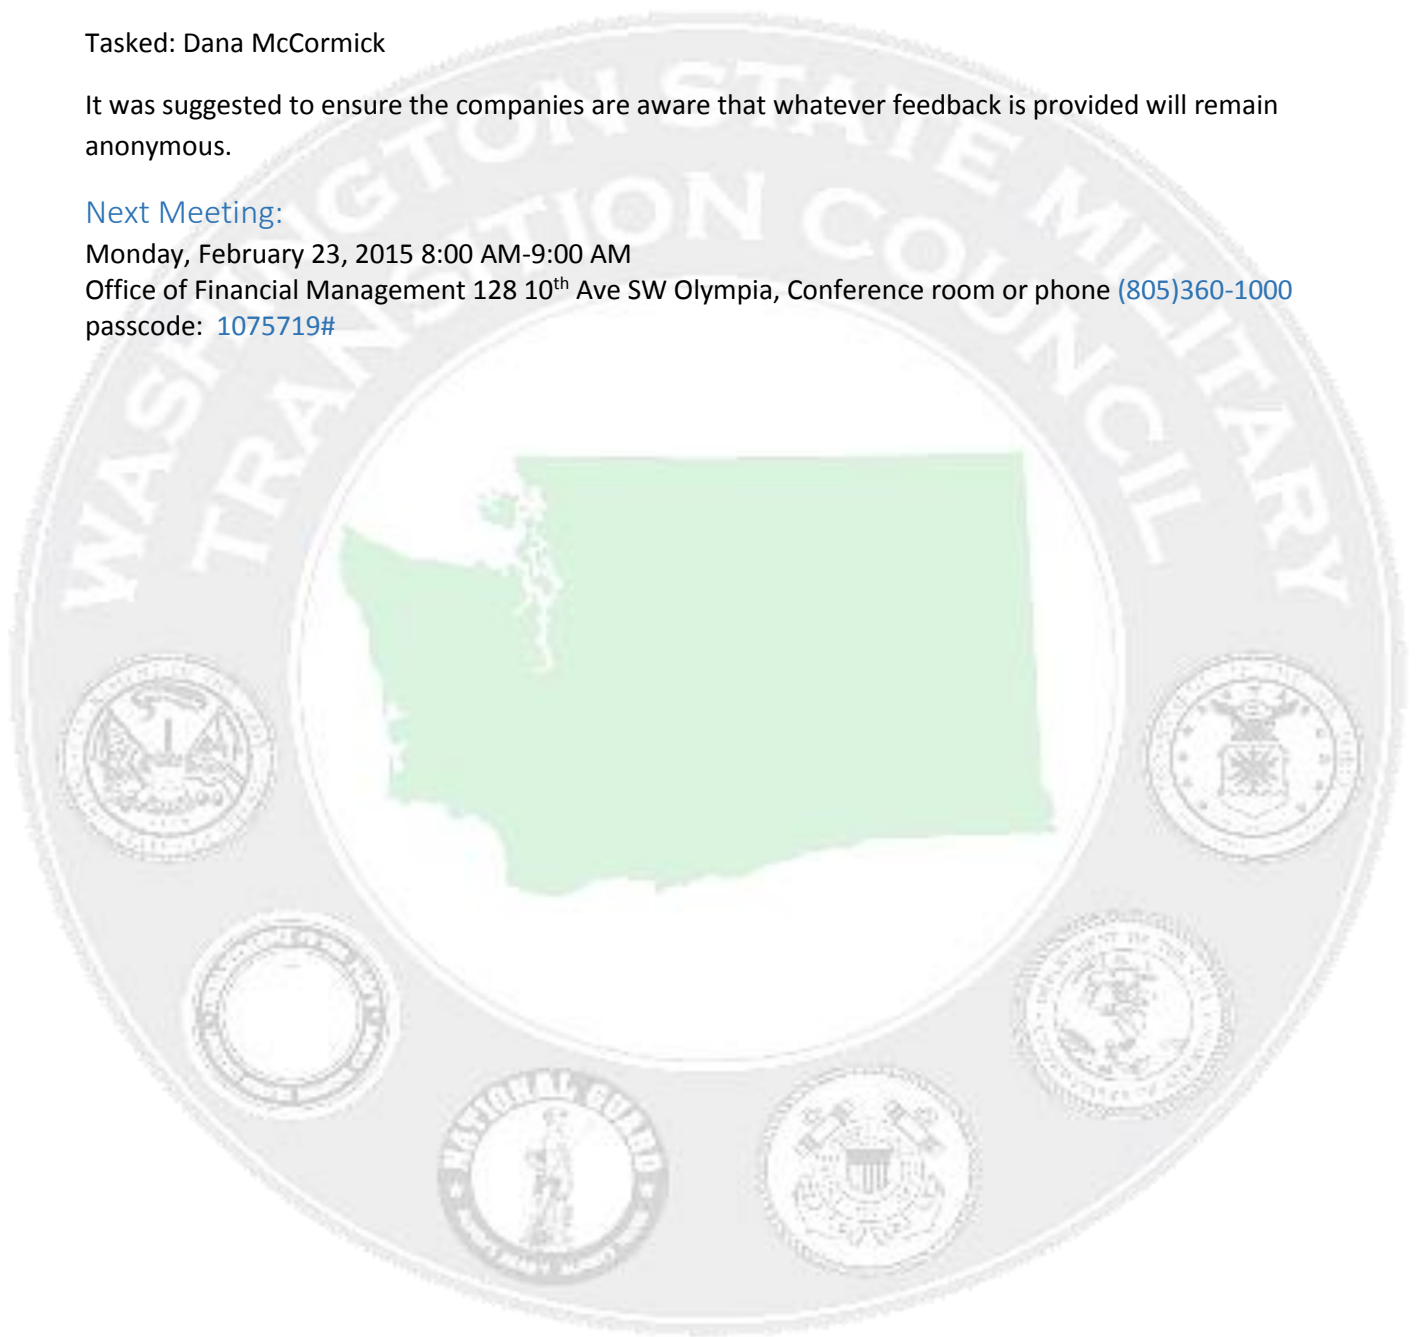 Tasked: Dana McCormick
It was suggested to ensure the companies are aware that whatever feedback is provided will remain
anonymous.
Next Meeting:
Monday, February 23, 2015 8:00 AM-9:00 AM
Office of Financial Management 128 10th Ave SW Olympia, Conference room or phone (805)360-1000
passcode:  1075719#
WASHINGTON STATE MILITARY
TRANSITION COUNCIL
NATIONAL GUARD